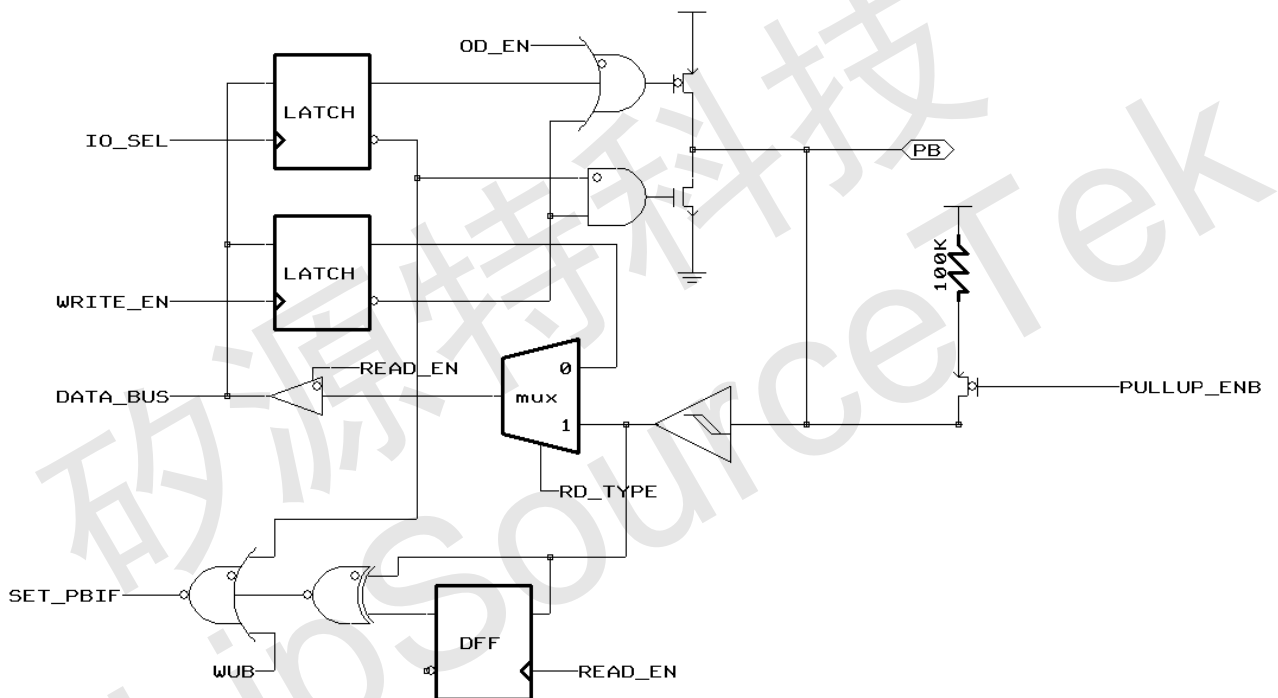 OD_EN
LATCH
IO_SEL
PB
LATCH
100K
WRITE_EN
READ_EN
0
DATA_BUS
mux
PULLUP_ENB
1
RD_TYPE
SET_PBIF
DFF
WUB
READ_EN
矽源特科技
ipSourceTek